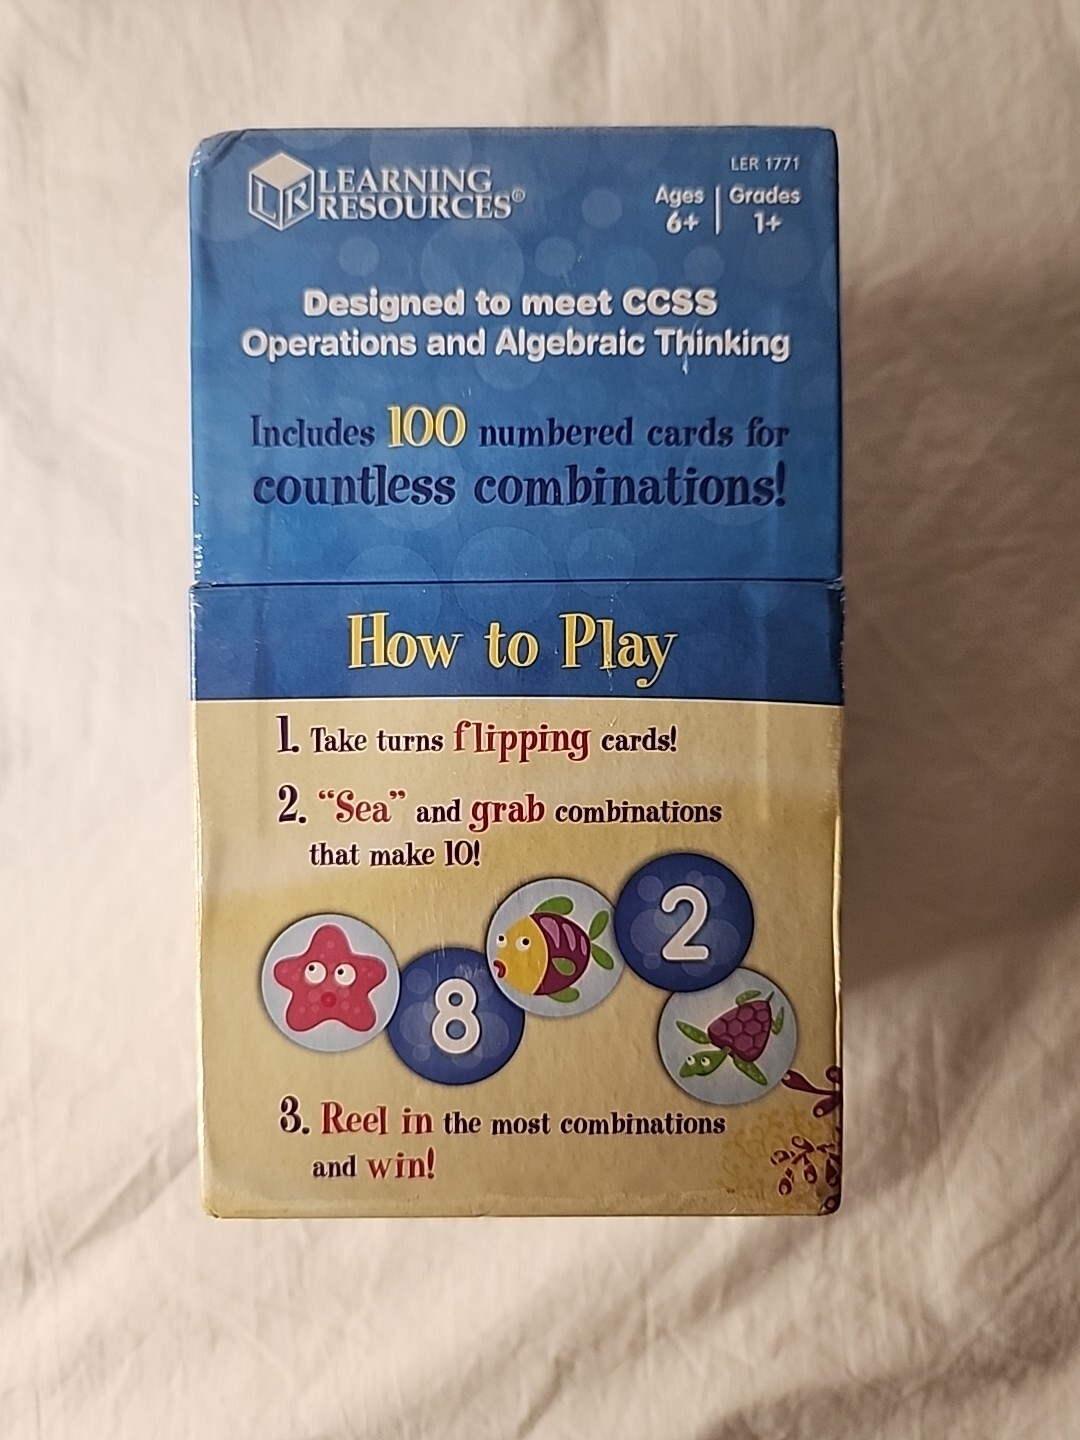 LR LEARNING
RESOURCES®
LER 1771
Ages 6+ | Grades 1+
Designed to meet CCSS
Operations and Algebraic Thinking
Includes 100 numbered cards for
countless combinations!
How to Play
1. Take turns flipping cards!
2. “Sea” and grab combinations
that make 10!
8
2
3. Reel in the most combinations
and win!